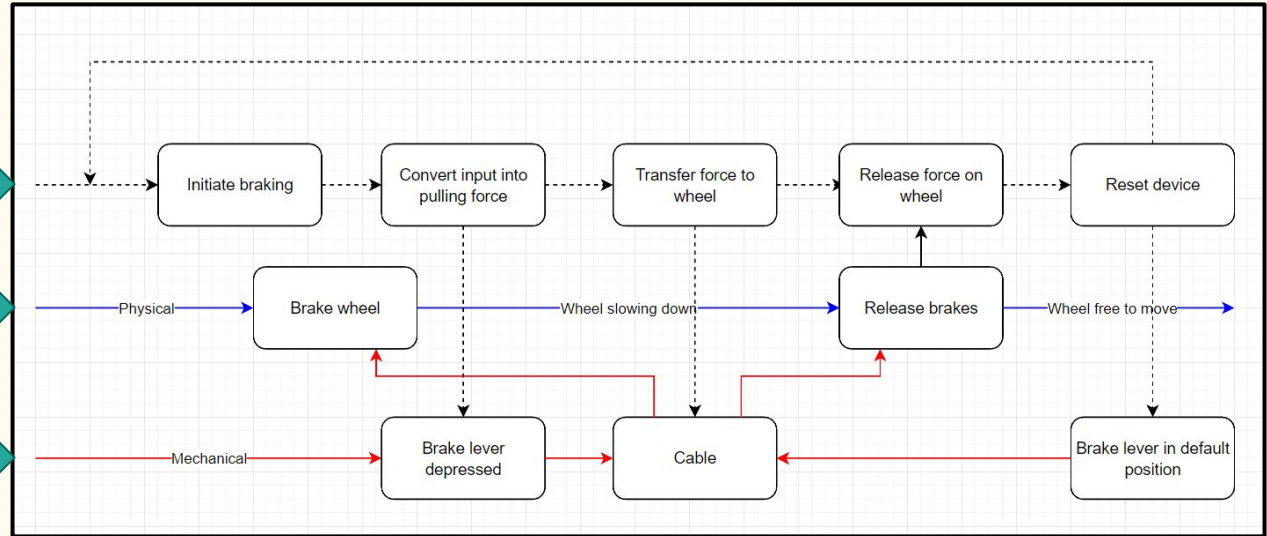 Initiate braking
Convert input into
pulling force
Transfer force to
wheel
Release force on
wheel
Reset device
Physical
Brake wheel
Wheel slowing down
Release brakes
Wheel free to move
Mechanical
Brake lever
depressed
Cable
Brake lever in default
position